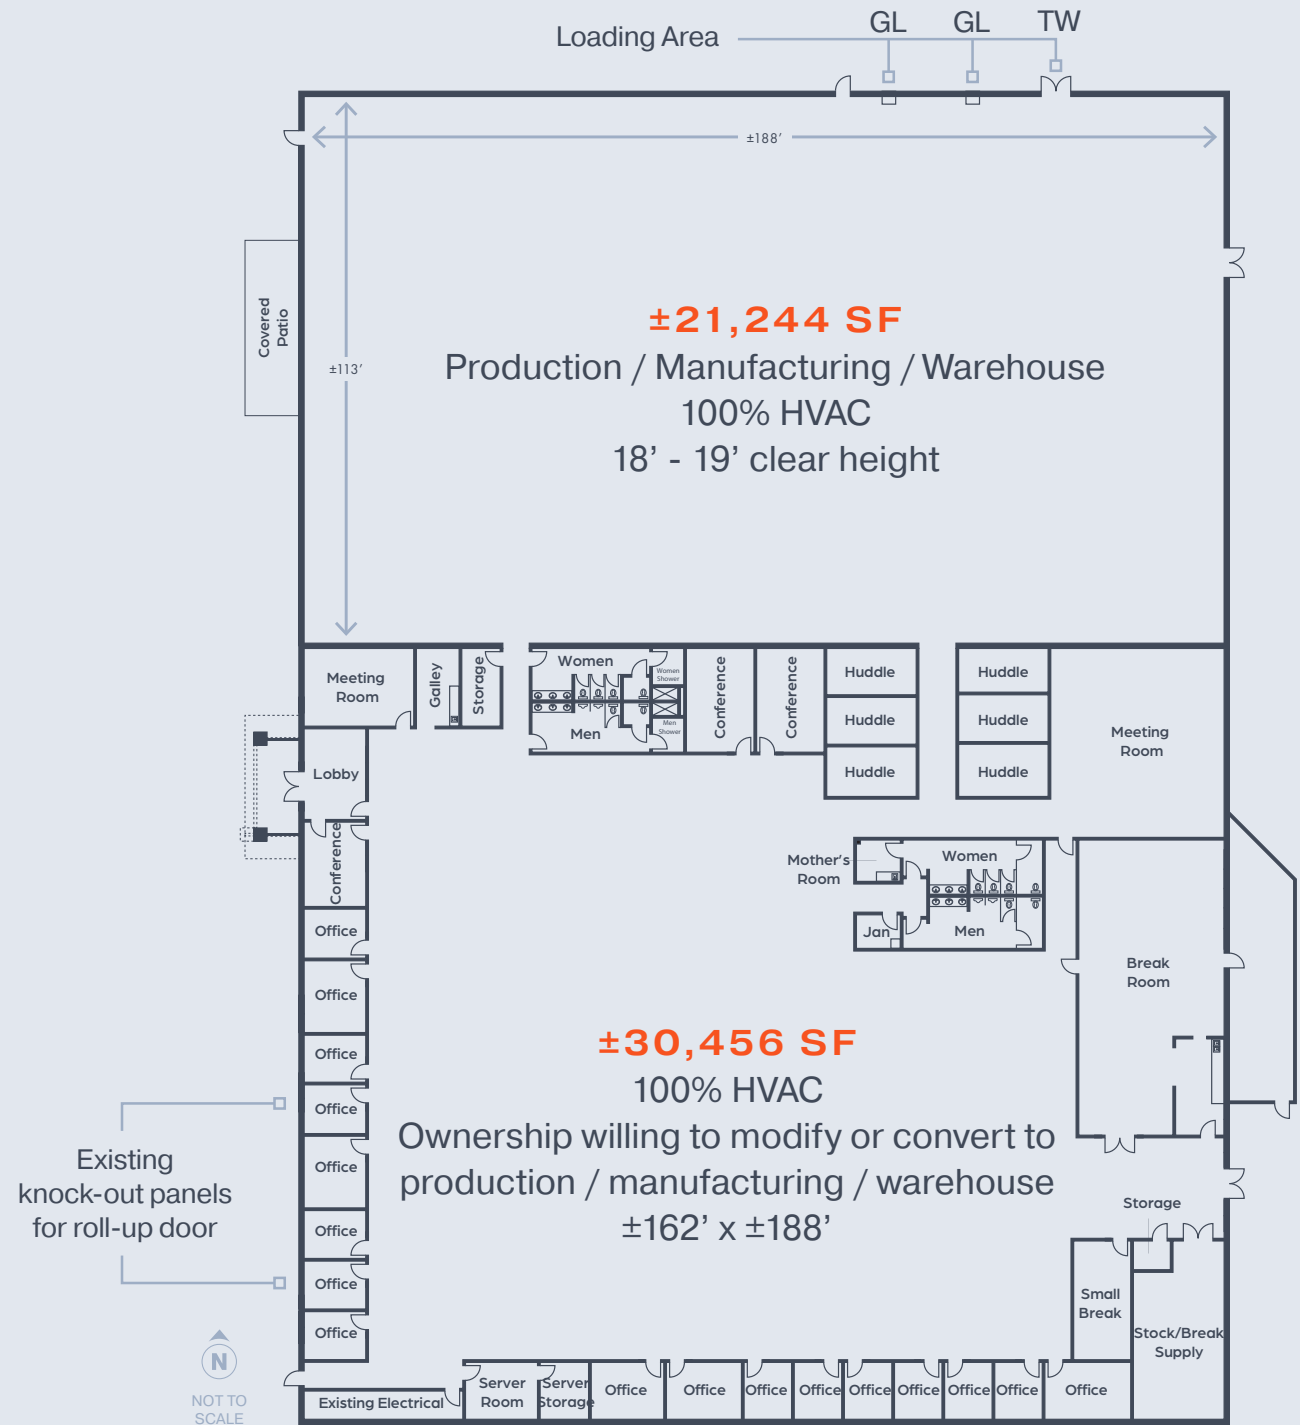 Loading Area
GL
GL
TW
±188’
±113’
Covered
Patio
±21,244 SF
Production / Manufacturing / Warehouse
100% HVAC
18’ - 19’ clear height
Meeting
Room
Galley
Storage
Women
Men
Women
Shower
Men
Shower
Conference
Conference
Huddle
Huddle
Huddle
Huddle
Huddle
Huddle
Meeting
Room
Lobby
Conference
Mother's
Room
Women
Jan
Men
Break
Room
Office
Office
Office
Office
Office
Office
Office
Office
±30,456 SF
100% HVAC
Ownership willing to modify or convert to
production / manufacturing / warehouse
±162’ x ±188’
Existing
knock-out panels
for roll-up door
Storage
Small
Break
Stock/Break
Supply
N
NOT TO
SCALE
Existing Electrical
Server
Room
Server
Storage
Office
Office
Office
Office
Office
Office
Office
Office
Office